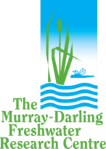 The
Murray-Darling
Freshwater
Research Centre